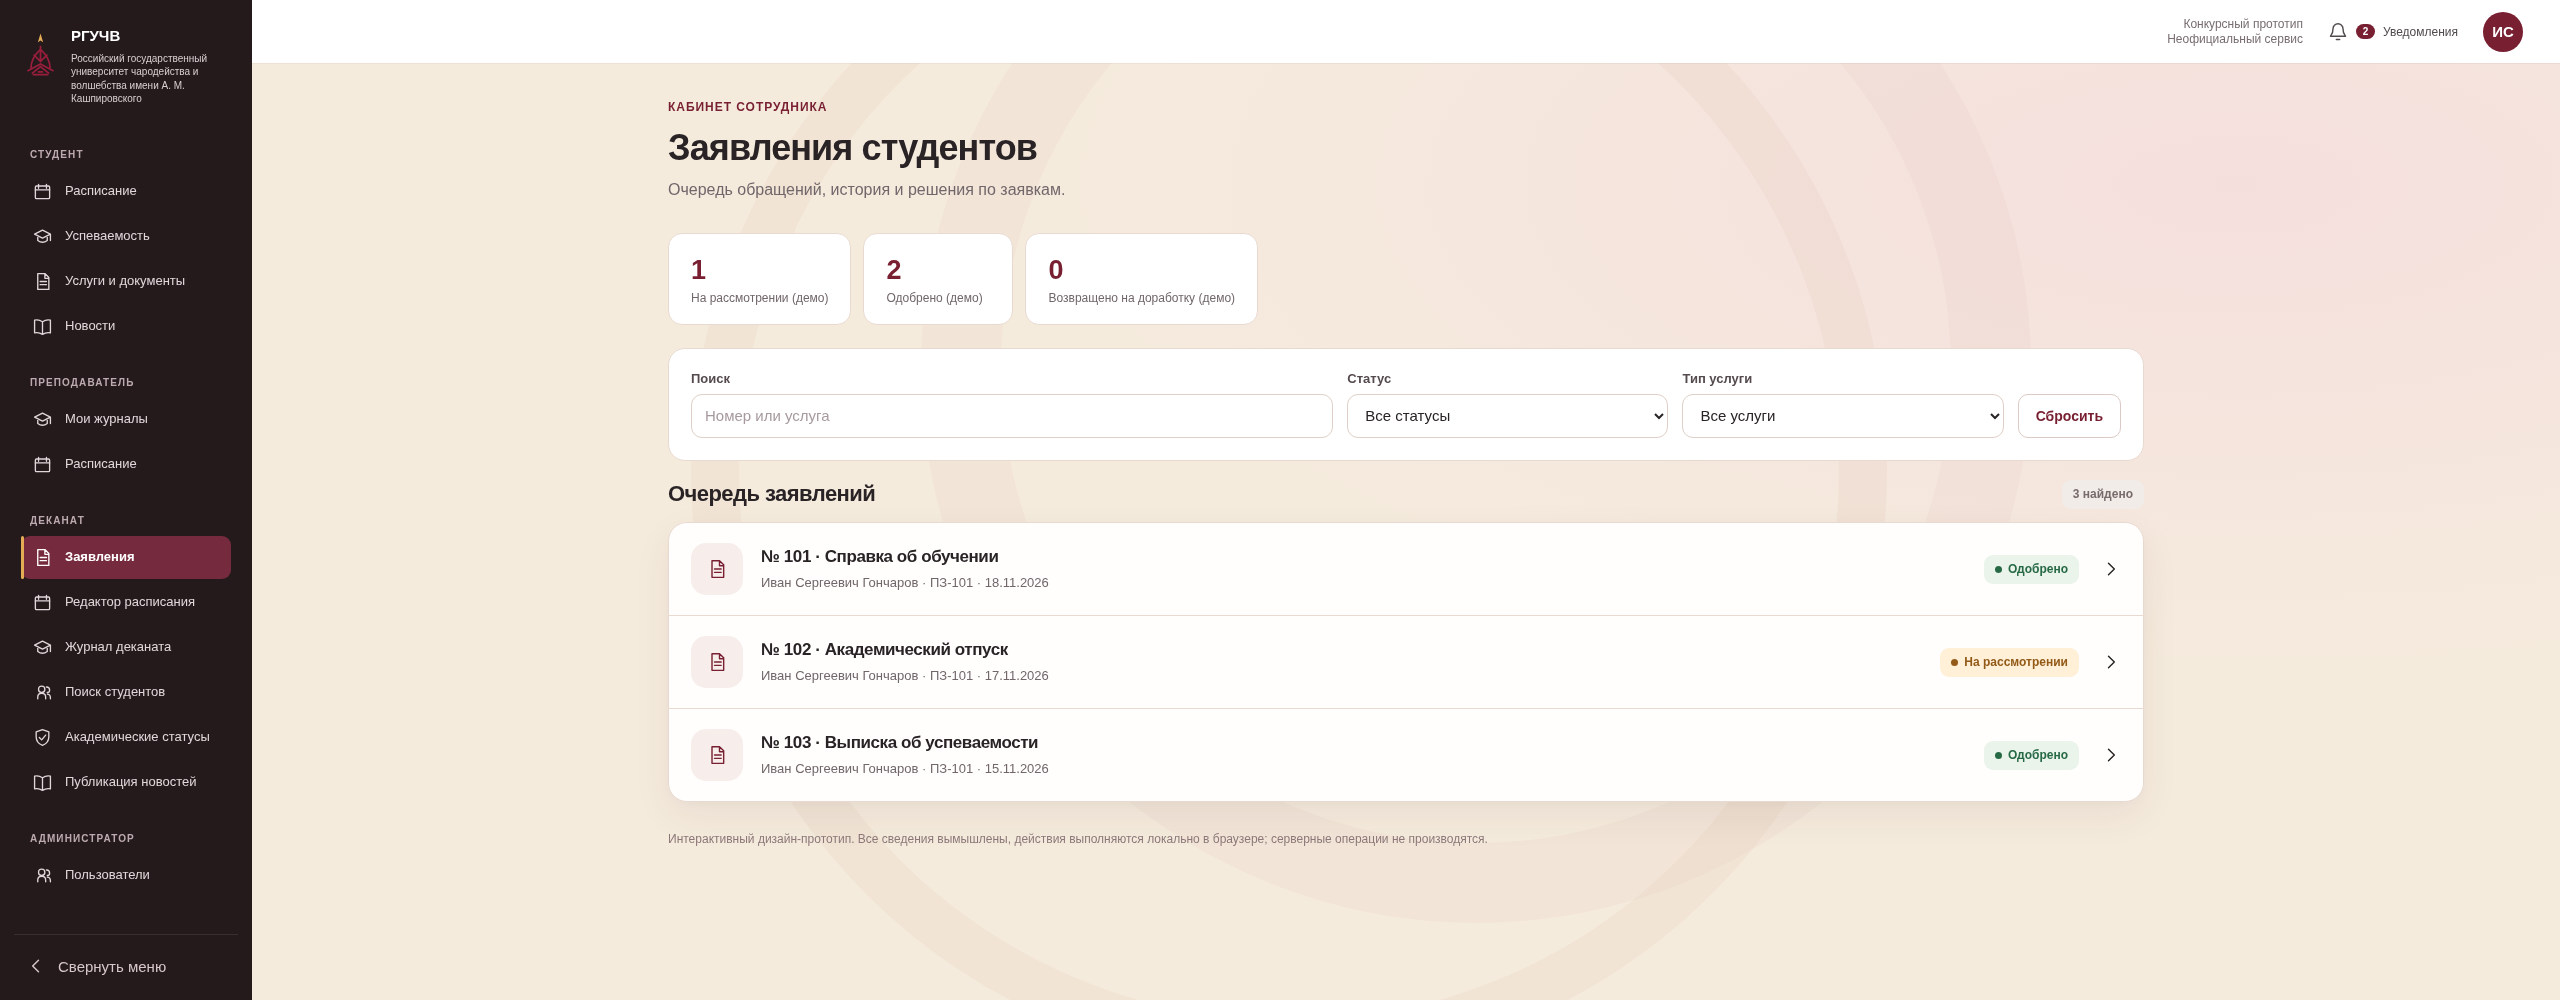 РГУЧВ
Российский государственный
университет чародейства и
волшебства имени А. М.
Кашпировского
СТУДЕНТ
Расписание
Успеваемость
Услуги и документы
Новости
ПРЕПОДАВАТЕЛЬ
Мои журналы
Расписание
ДЕКАНАТ
Заявления
Редактор расписания
Журнал деканата
Поиск студентов
Академические статусы
Публикация новостей
АДМИНИСТРАТОР
Пользователи
Свернуть меню
Конкурсный прототип
Неофициальный сервис
2 Уведомления
ИС
КАБИНЕТ СОТРУДНИКА
Заявления студентов
Очередь обращений, история и решения по заявкам.
1
На рассмотрении (демо)
2
Одобрено (демо)
0
Возвращено на доработку (демо)
Поиск
Номер или услуга
Статус
Все статусы
Тип услуги
Все услуги
Сбросить
Очередь заявлений
3 найдено
№ 101 · Справка об обучении
Иван Сергеевич Гончаров · ПЗ-101 · 18.11.2026
Одобрено
№ 102 · Академический отпуск
Иван Сергеевич Гончаров · ПЗ-101 · 17.11.2026
На рассмотрении
№ 103 · Выписка об успеваемости
Иван Сергеевич Гончаров · ПЗ-101 · 15.11.2026
Одобрено
Интерактивный дизайн-прототип. Все сведения вымышлены, действия выполняются локально в браузере; серверные операции не производятся.